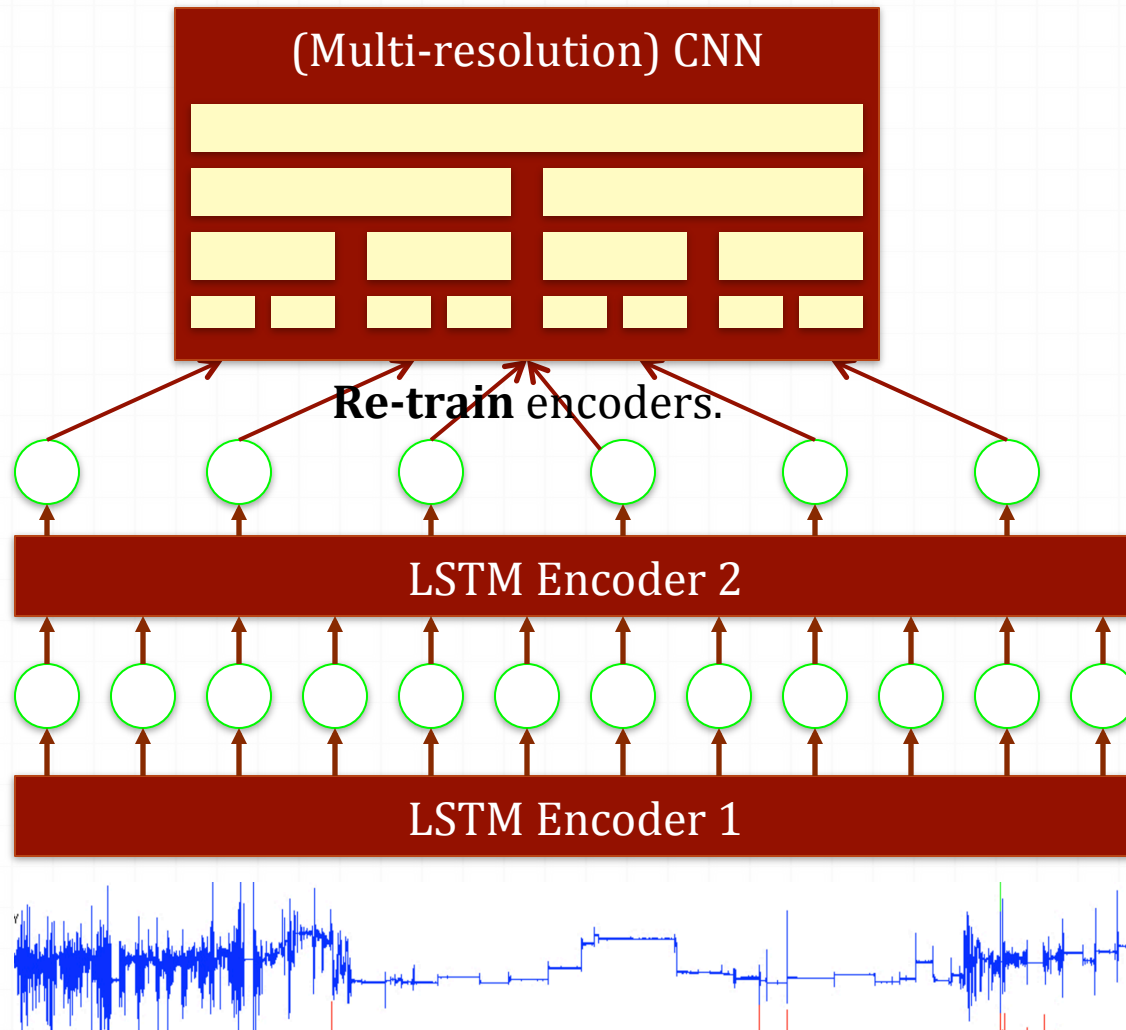 (Multi-resolution) CNN
Re-train encoders.
LSTM Encoder 2
LSTM Encoder 1